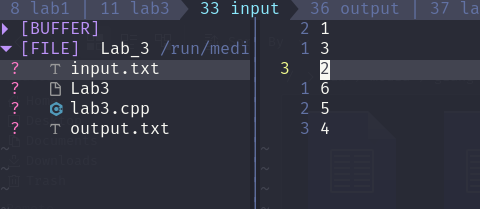 8 lab1 11 lab3 33 input 36 output 37 la
[BUFFER]
[FILE] Lab_3 /run/medi
? input.txt
? Lab3
? lab3.cpp
? output.txt
~
~
~
~
2 1
1 3
3 2
1 6
2 5
3 4
~
~
~
~